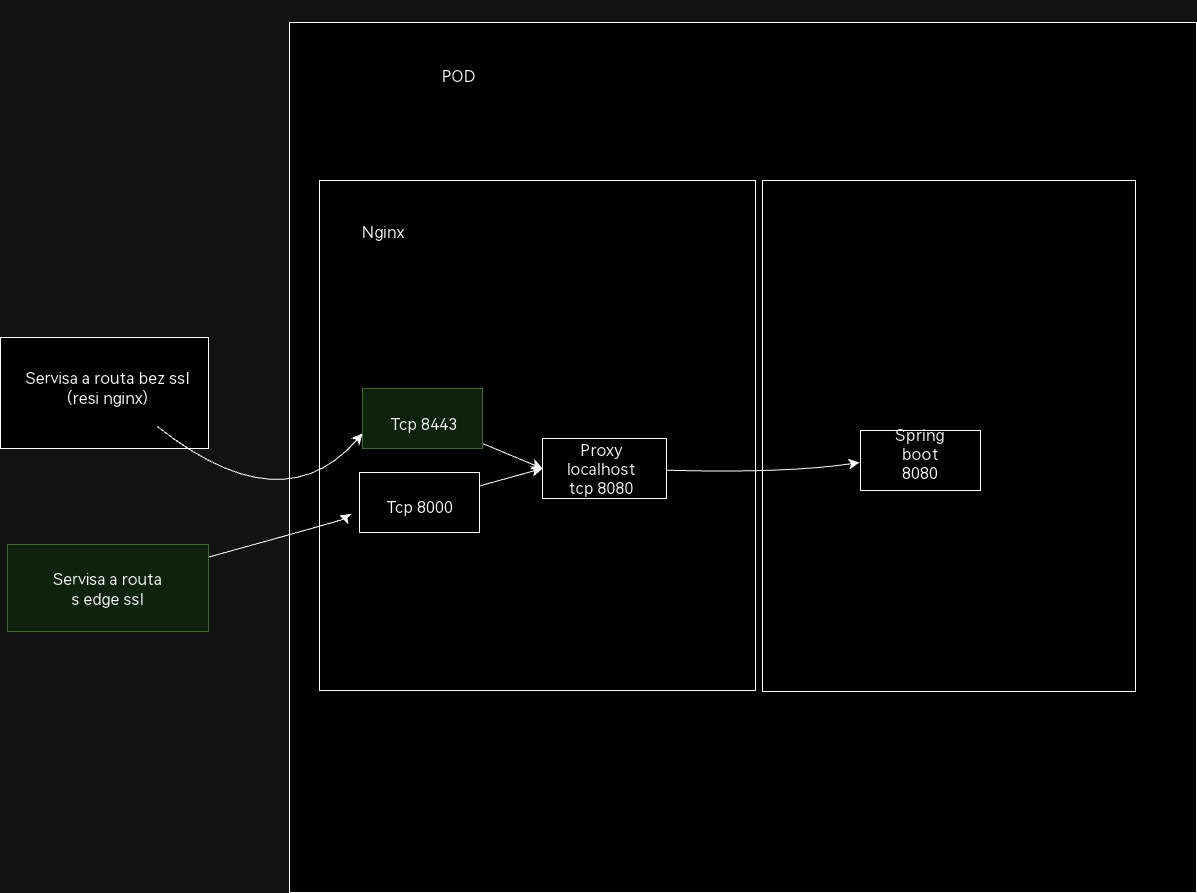 POD
Nginx
Servisa a routa bez ssl
(resi nginx)
Tcp 8443
Tcp 8000
Proxy
localhost
tcp 8080
Spring
boot
8080
Servisa a routa
s edge ssl